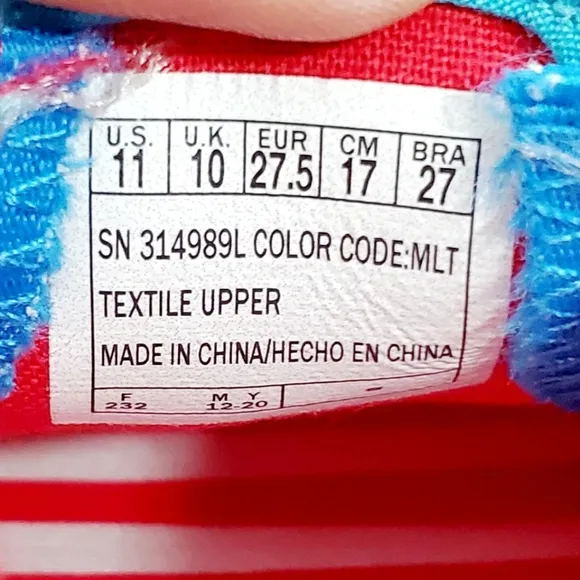 U.S. U.K. EUR CM BRA
11 10 27.5 17 27
SN 314989L COLOR CODE:MLT
TEXTILE UPPER
MADE IN CHINA/HECHO EN CHINA
F M Y -
232 12-20